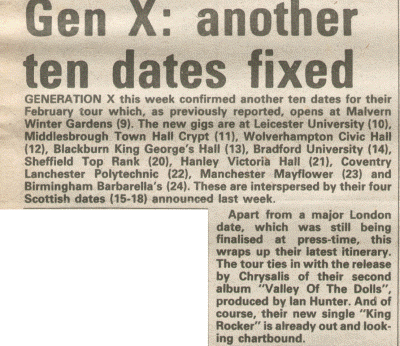 Gen X: another
ten dates fixed
GENERATION X this week confirmed another ten dates for their
February tour which, as previously reported, opens at Malvern
Winter Gardens (9). The new gigs are at Leicester University (10),
Middlesbrough Town Hall Crypt (11), Wolverhampton Civic Hall
(12), Blackburn King George's Hall (13), Bradford University (14),
Sheffield Top Rank (20), Hanley Victoria Hall (21), Coventry
Lanchester Polytechnic (22), Manchester Mayflower (23) and
Birmingham Barbarella's (24). These are interspersed by their four
Scottish dates (15-18) announced last week.
Apart from a major London
date, which was still being
finalised at press-time, this
wraps up their latest itinerary.
The tour ties in with the release
by Chrysalis of their second
album "Valley Of The Dolls",
produced by Ian Hunter. And of
course, their new single "King
Rocker" is already out and look-
ing chartbound.